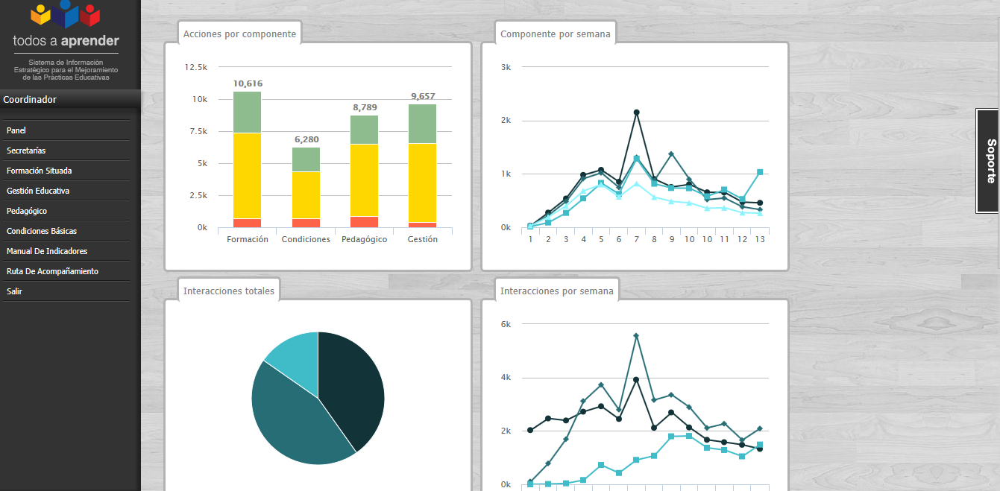 todos a aprender
Sistema de Información
Estratégico para el Mejoramiento
de las Prácticas Educativas
Coordinador
Panel
Secretarías
Formación Situada
Gestión Educativa
Pedagógico
Condiciones Básicas
Manual De Indicadores
Ruta De Acompañamiento
Salir
Acciones por componente
12.5k
10k
7.5k
5k
2.5k
0k
10,616
6,280
8,789
9,657
Formación Condiciones Pedagógico Gestión
Componente por semana
3k
2k
1k
0k
1 2 3 4 5 6 7 8 9 10 10 11 12 13
Interacciones totales
Interacciones por semana
6k
4k
2k
0k
Soporte